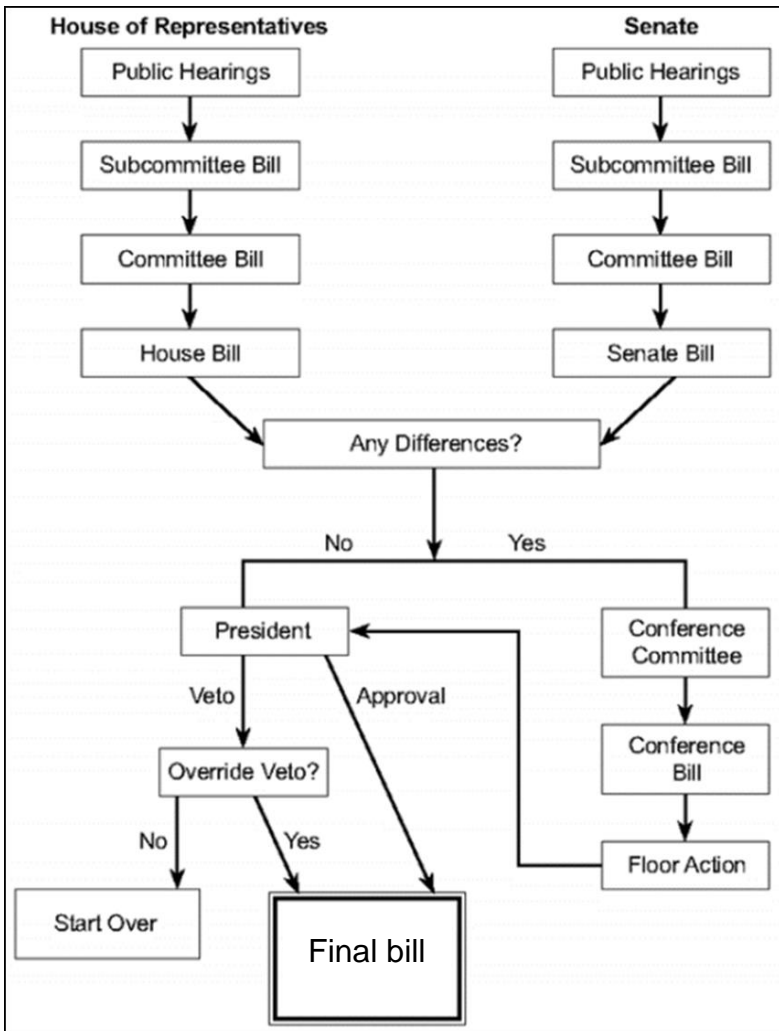 House of Representatives
Senate
Public Hearings
Public Hearings
Subcommittee Bill
Subcommittee Bill
Committee Bill
Committee Bill
House Bill
Senate Bill
Any Differences?
No
Yes
President
Conference
Committee
Veto
Approval
Override Veto?
Conference
Bill
No
Yes
Floor Action
Start Over
Final bill